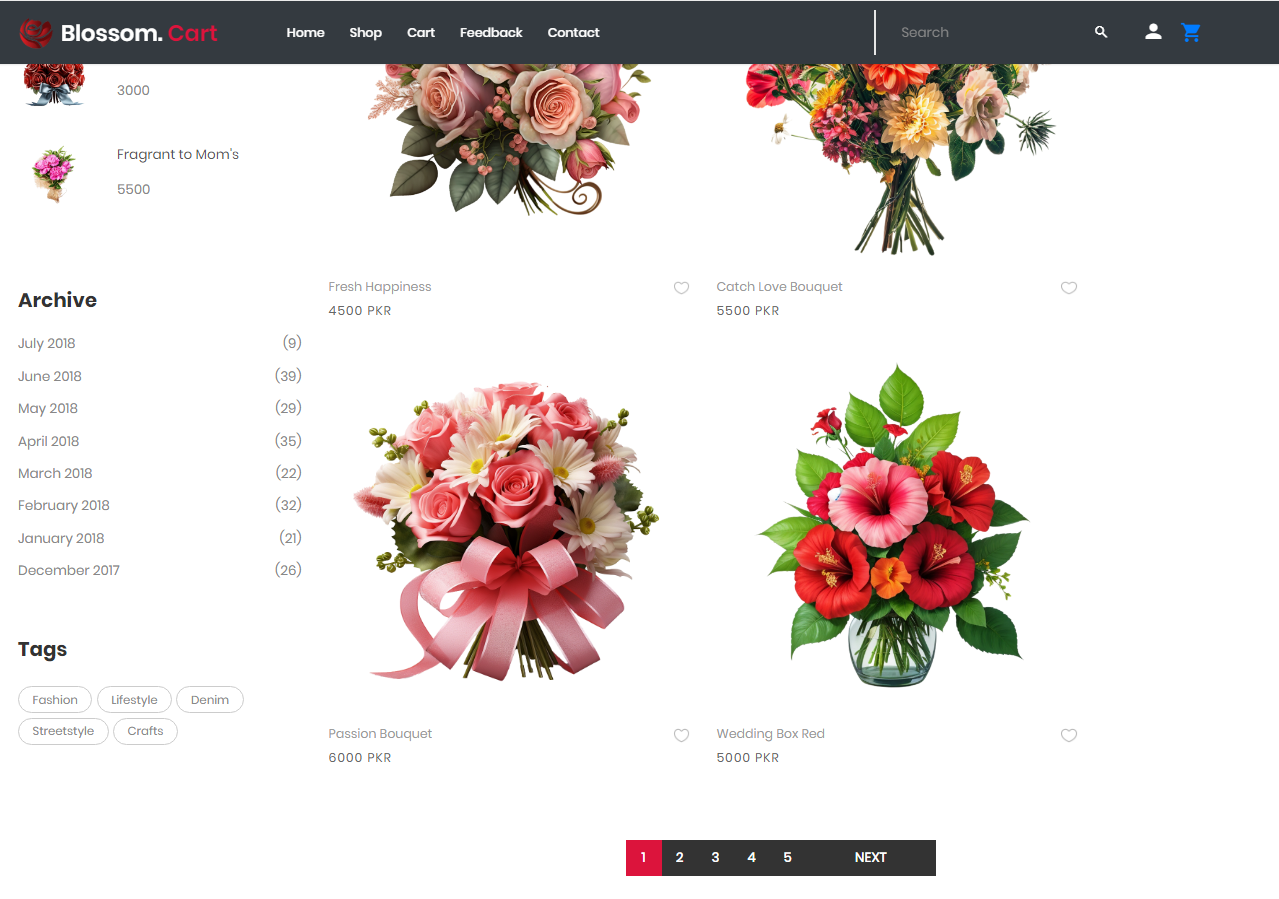 Blossom. Cart
Home Shop Cart Feedback Contact
Search
3000
Fragrant to Mom's
5500
Archive
July 2018 (9)
June 2018 (39)
May 2018 (29)
April 2018 (35)
March 2018 (22)
February 2018 (32)
January 2018 (21)
December 2017 (26)
Tags
Fashion Lifestyle Denim
Streetstyle Crafts
Fresh Happiness
4500 PKR
Catch Love Bouquet
5500 PKR
Passion Bouquet
6000 PKR
Wedding Box Red
5000 PKR
1 2 3 4 5 NEXT